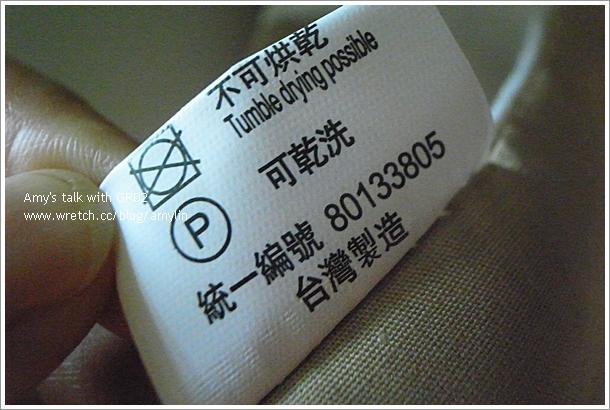 不可烘乾
Tumble drying possible
可乾洗
P
統一編號 80133805
台灣製造
Amy's talk with GRD2
www.wretch.cc/blog/amylin